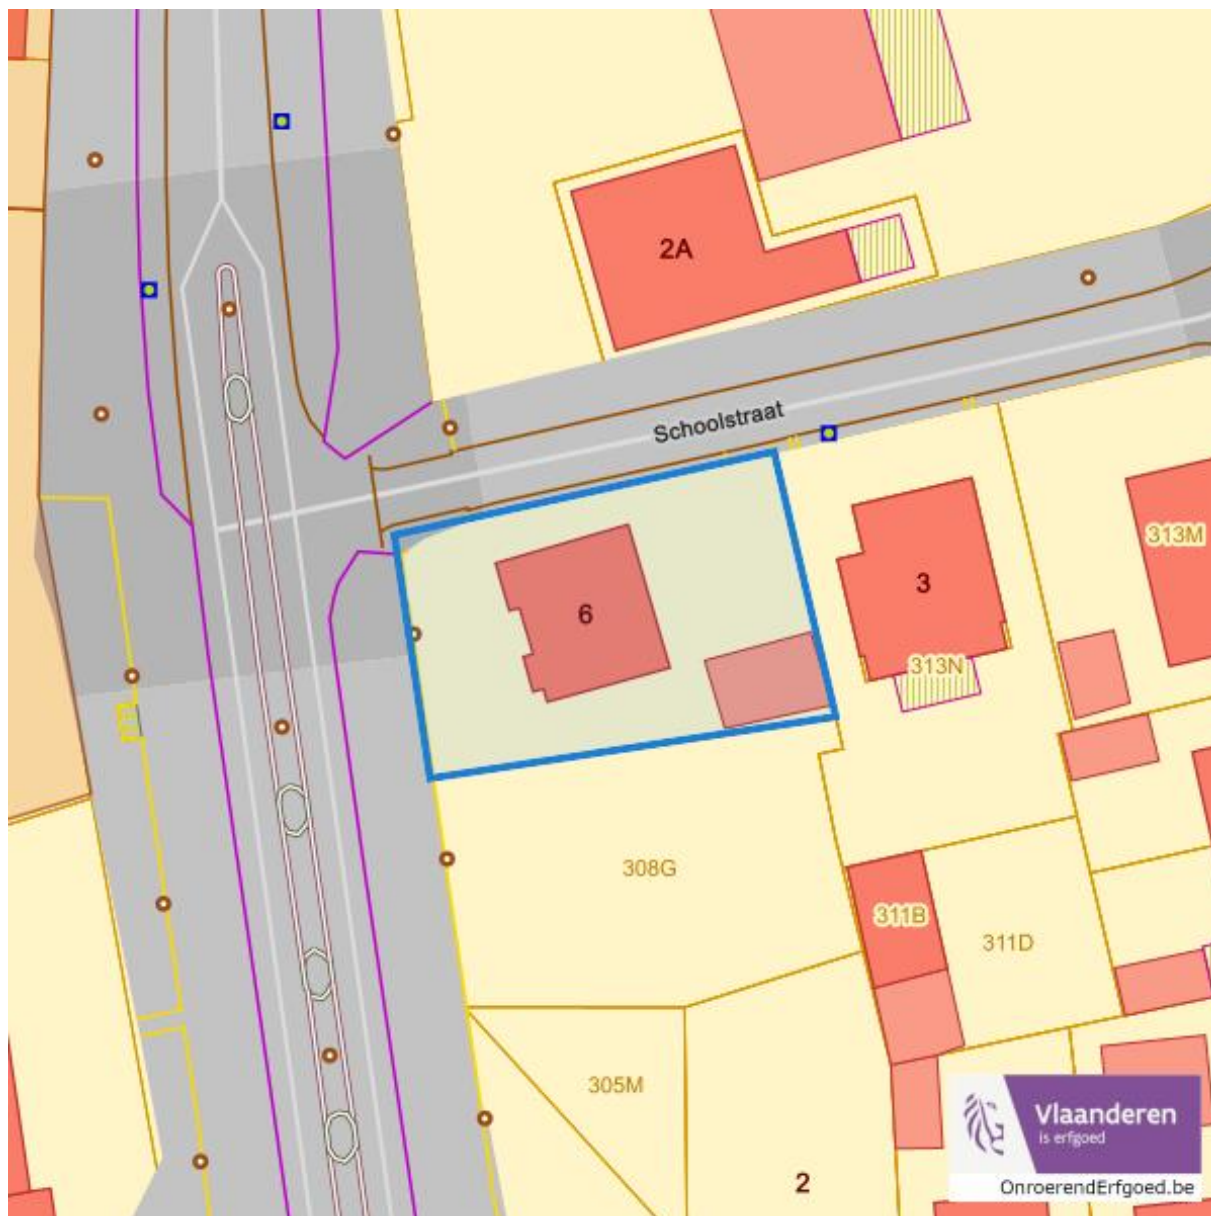 2A
Schoolstraat
313M
3
6
313N
308G
311B
311D
305M
2
Vlaanderen
is erfgoed
OnroerendErfgoed.be